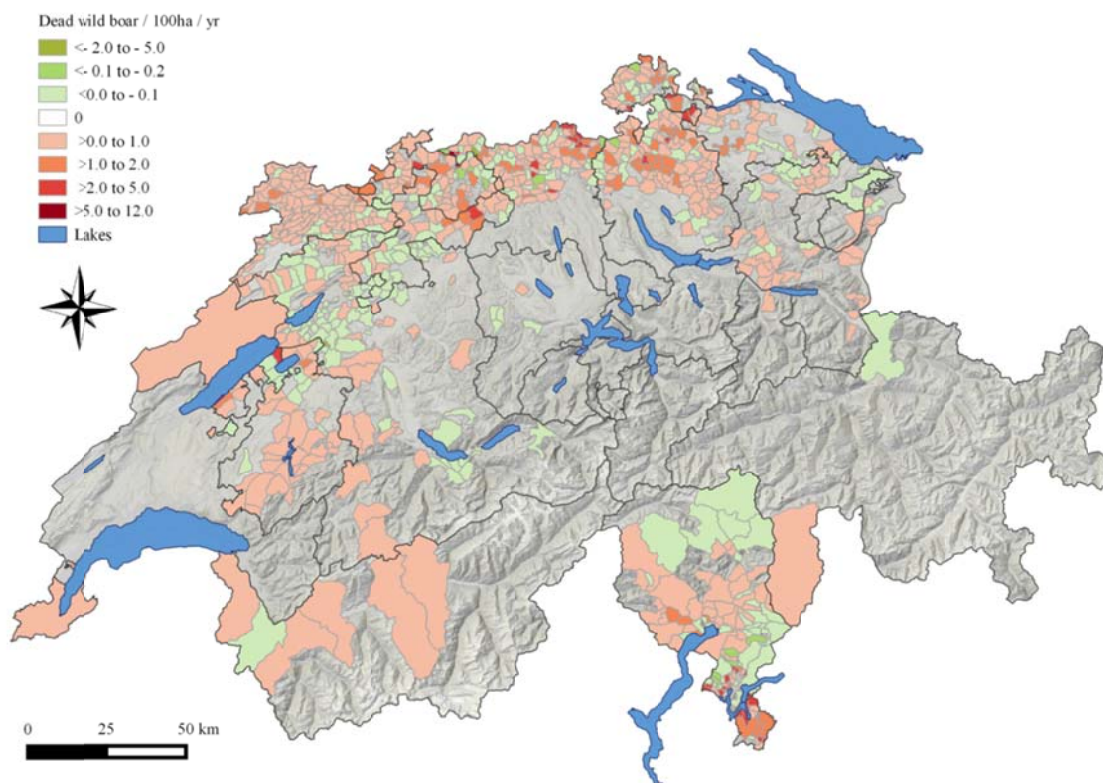 Dead wild boar / 100ha / yr
<- 2.0 to - 5.0
<- 0.1 to - 0.2
<0.0 to - 0.1
0
>0.0 to 1.0
>1.0 to 2.0
>2.0 to 5.0
>5.0 to 12.0
Lakes
0 25 50 km